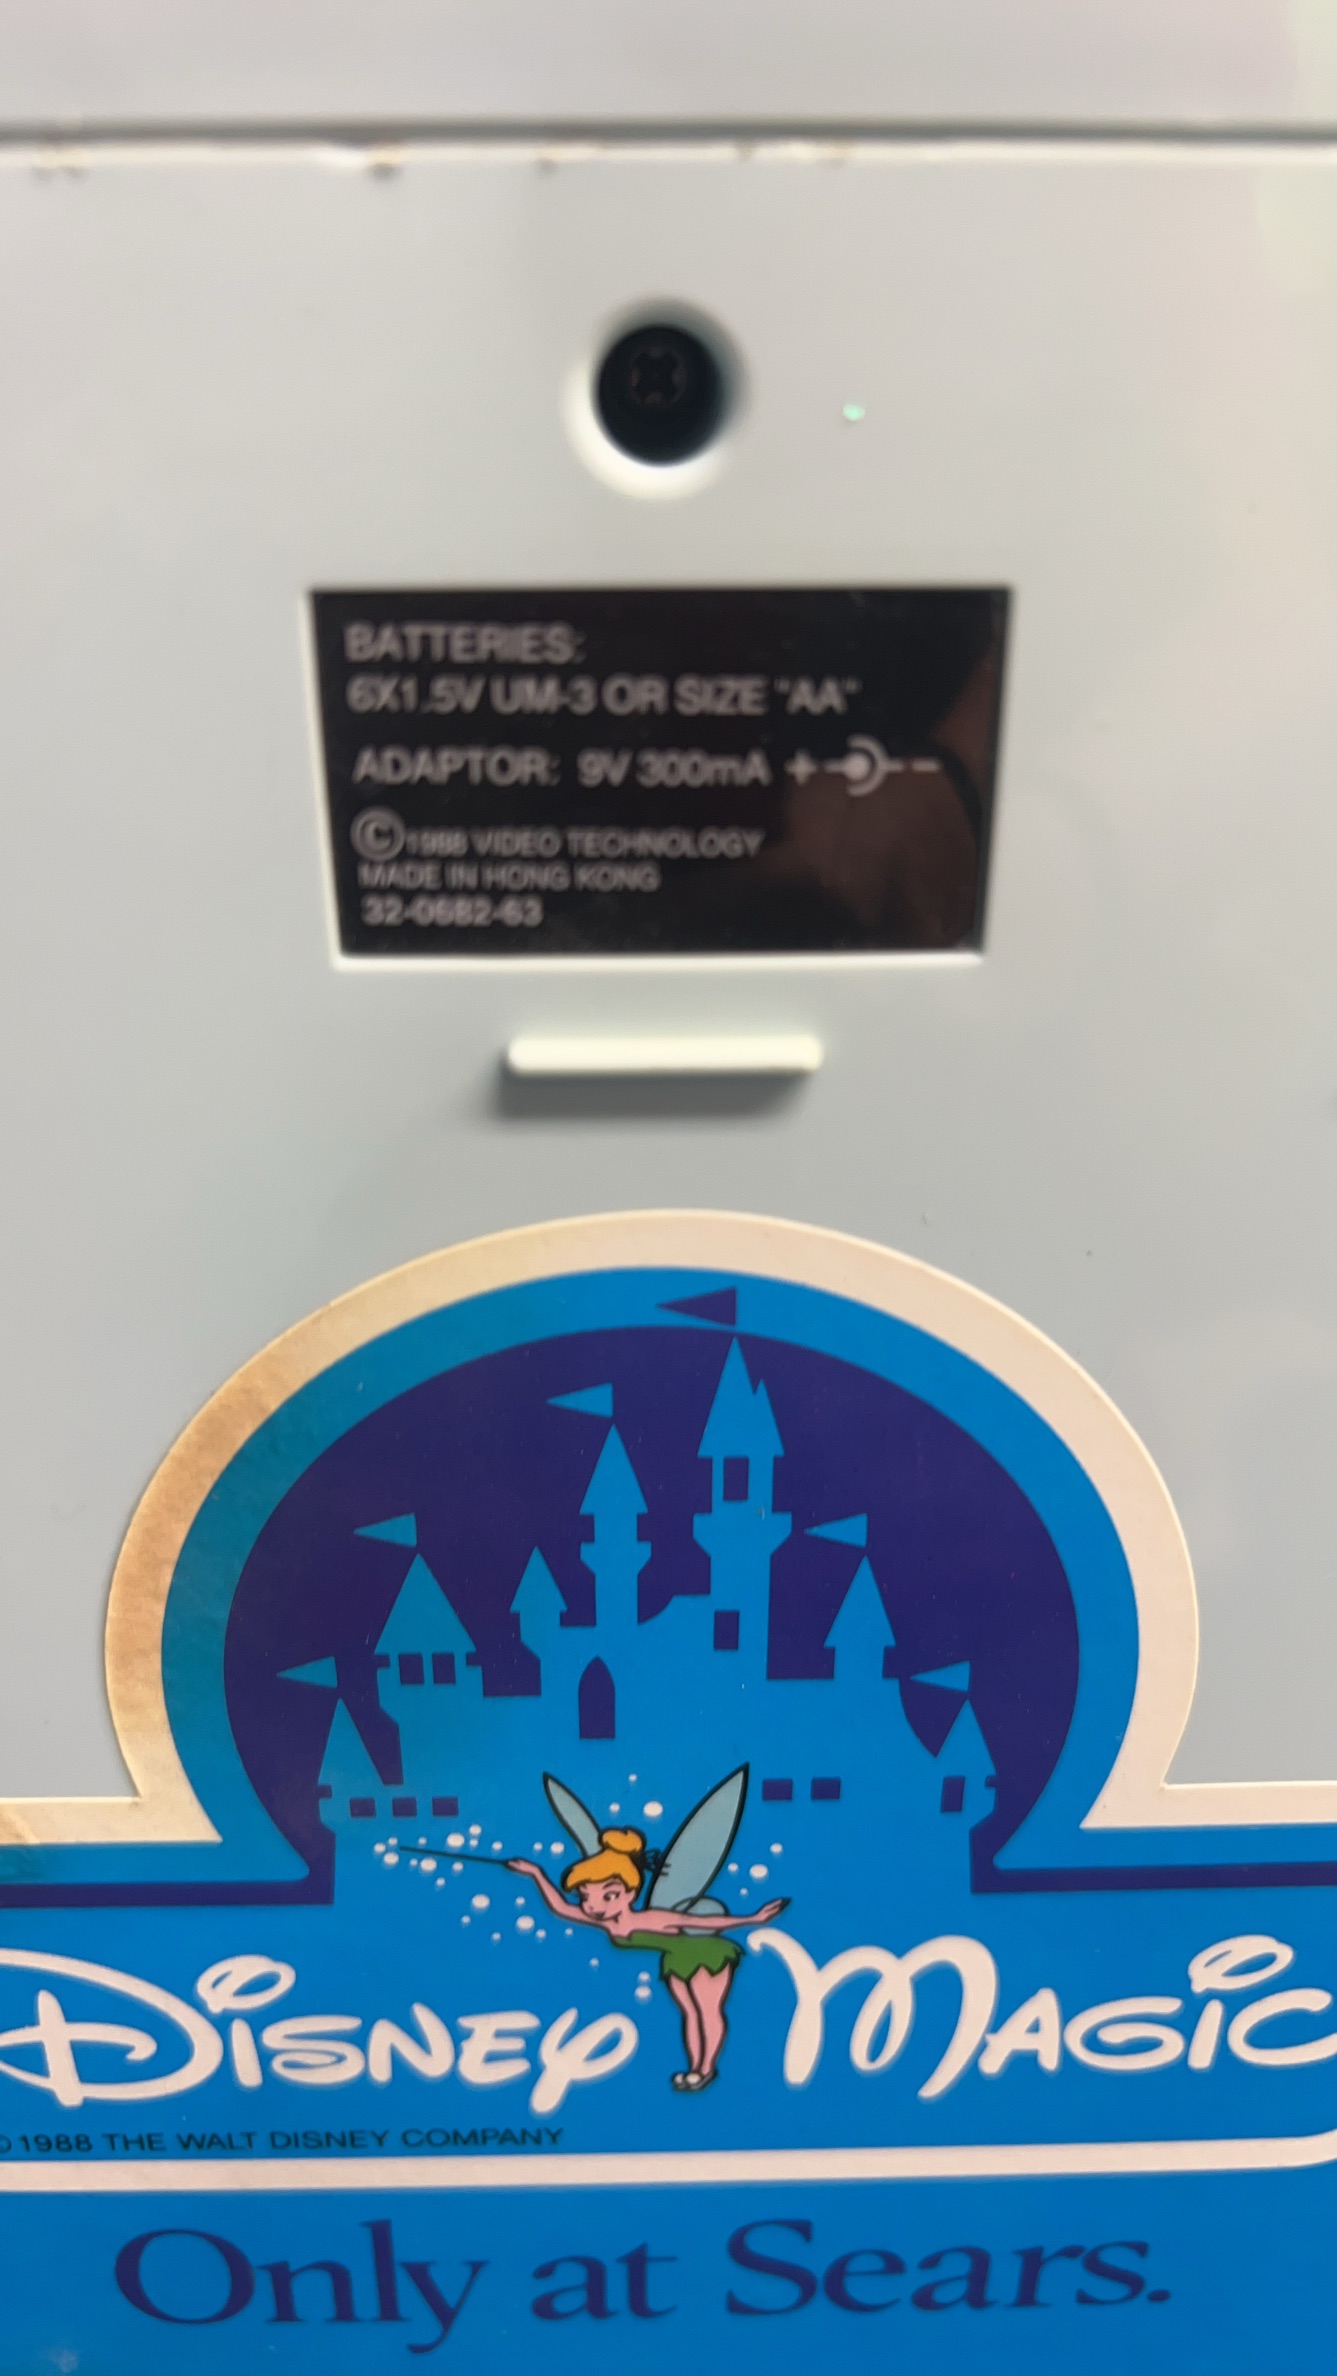 BATTERIES:
6X1.5V UM-3 OR SIZE "AA"
ADAPTOR: 9V 300mA + -
© 1988 VIDEO TECHNOLOGY
MADE IN HONG KONG
32-0682-63
DISNEY MAGIC
© 1988 THE WALT DISNEY COMPANY
Only at Sears.